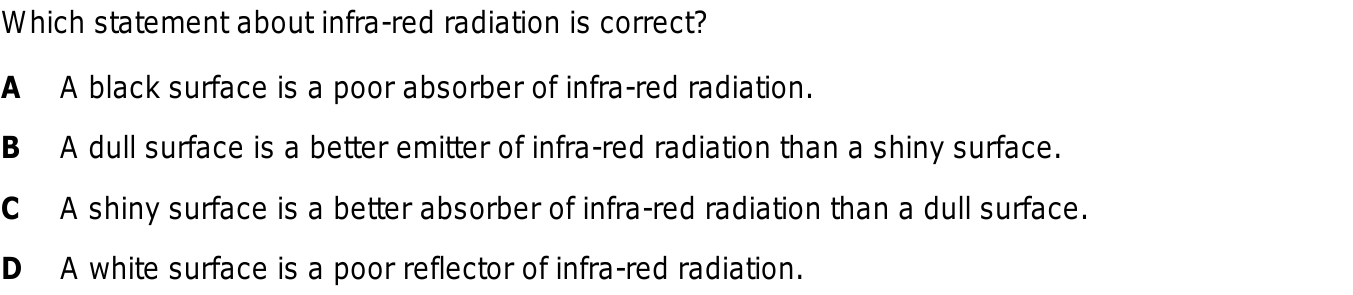 Which statement about infra-red radiation is correct?
A A black surface is a poor absorber of infra-red radiation.
B A dull surface is a better emitter of infra-red radiation than a shiny surface.
C A shiny surface is a better absorber of infra-red radiation than a dull surface.
D A white surface is a poor reflector of infra-red radiation.